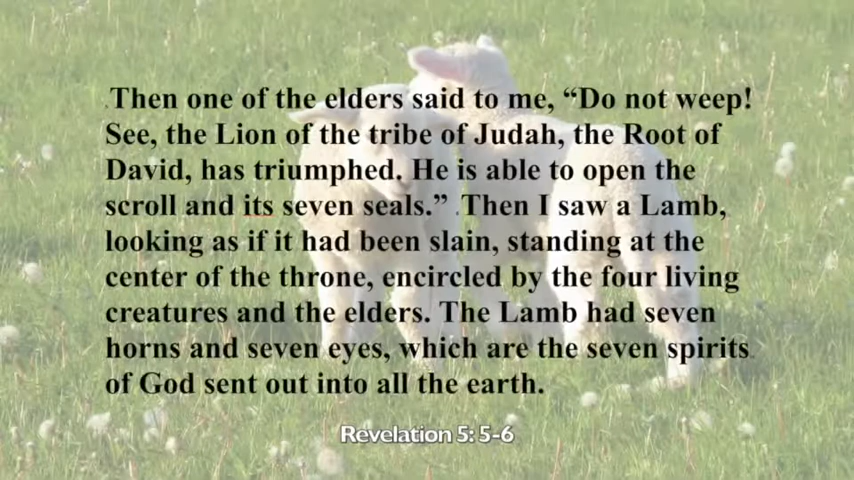 Then one of the elders said to me, “Do not weep!
See, the Lion of the tribe of Judah, the Root of
David, has triumphed. He is able to open the
scroll and its seven seals.” Then I saw a Lamb,
looking as if it had been slain, standing at the
center of the throne, encircled by the four living
creatures and the elders. The Lamb had seven
horns and seven eyes, which are the seven spirits
of God sent out into all the earth.
Revelation 5: 5-6